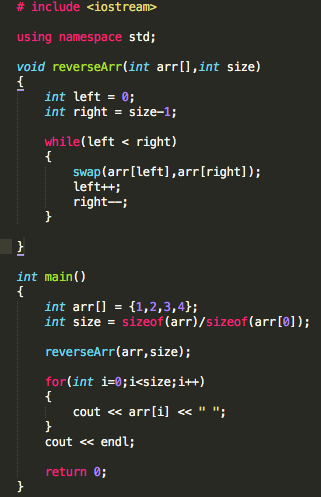 # include <iostream>
using namespace std;
void reverseArr(int arr[],int size)
{
int left = 0;
int right = size-1;
while(left < right)
{
swap(arr[left],arr[right]);
left++;
right--;
}
}
int main()
{
int arr[] = {1,2,3,4};
int size = sizeof(arr)/sizeof(arr[0]);
reverseArr(arr,size);
for(int i=0;i<size;i++)
{
cout << arr[i] << " ";
}
cout << endl;
return 0;
}